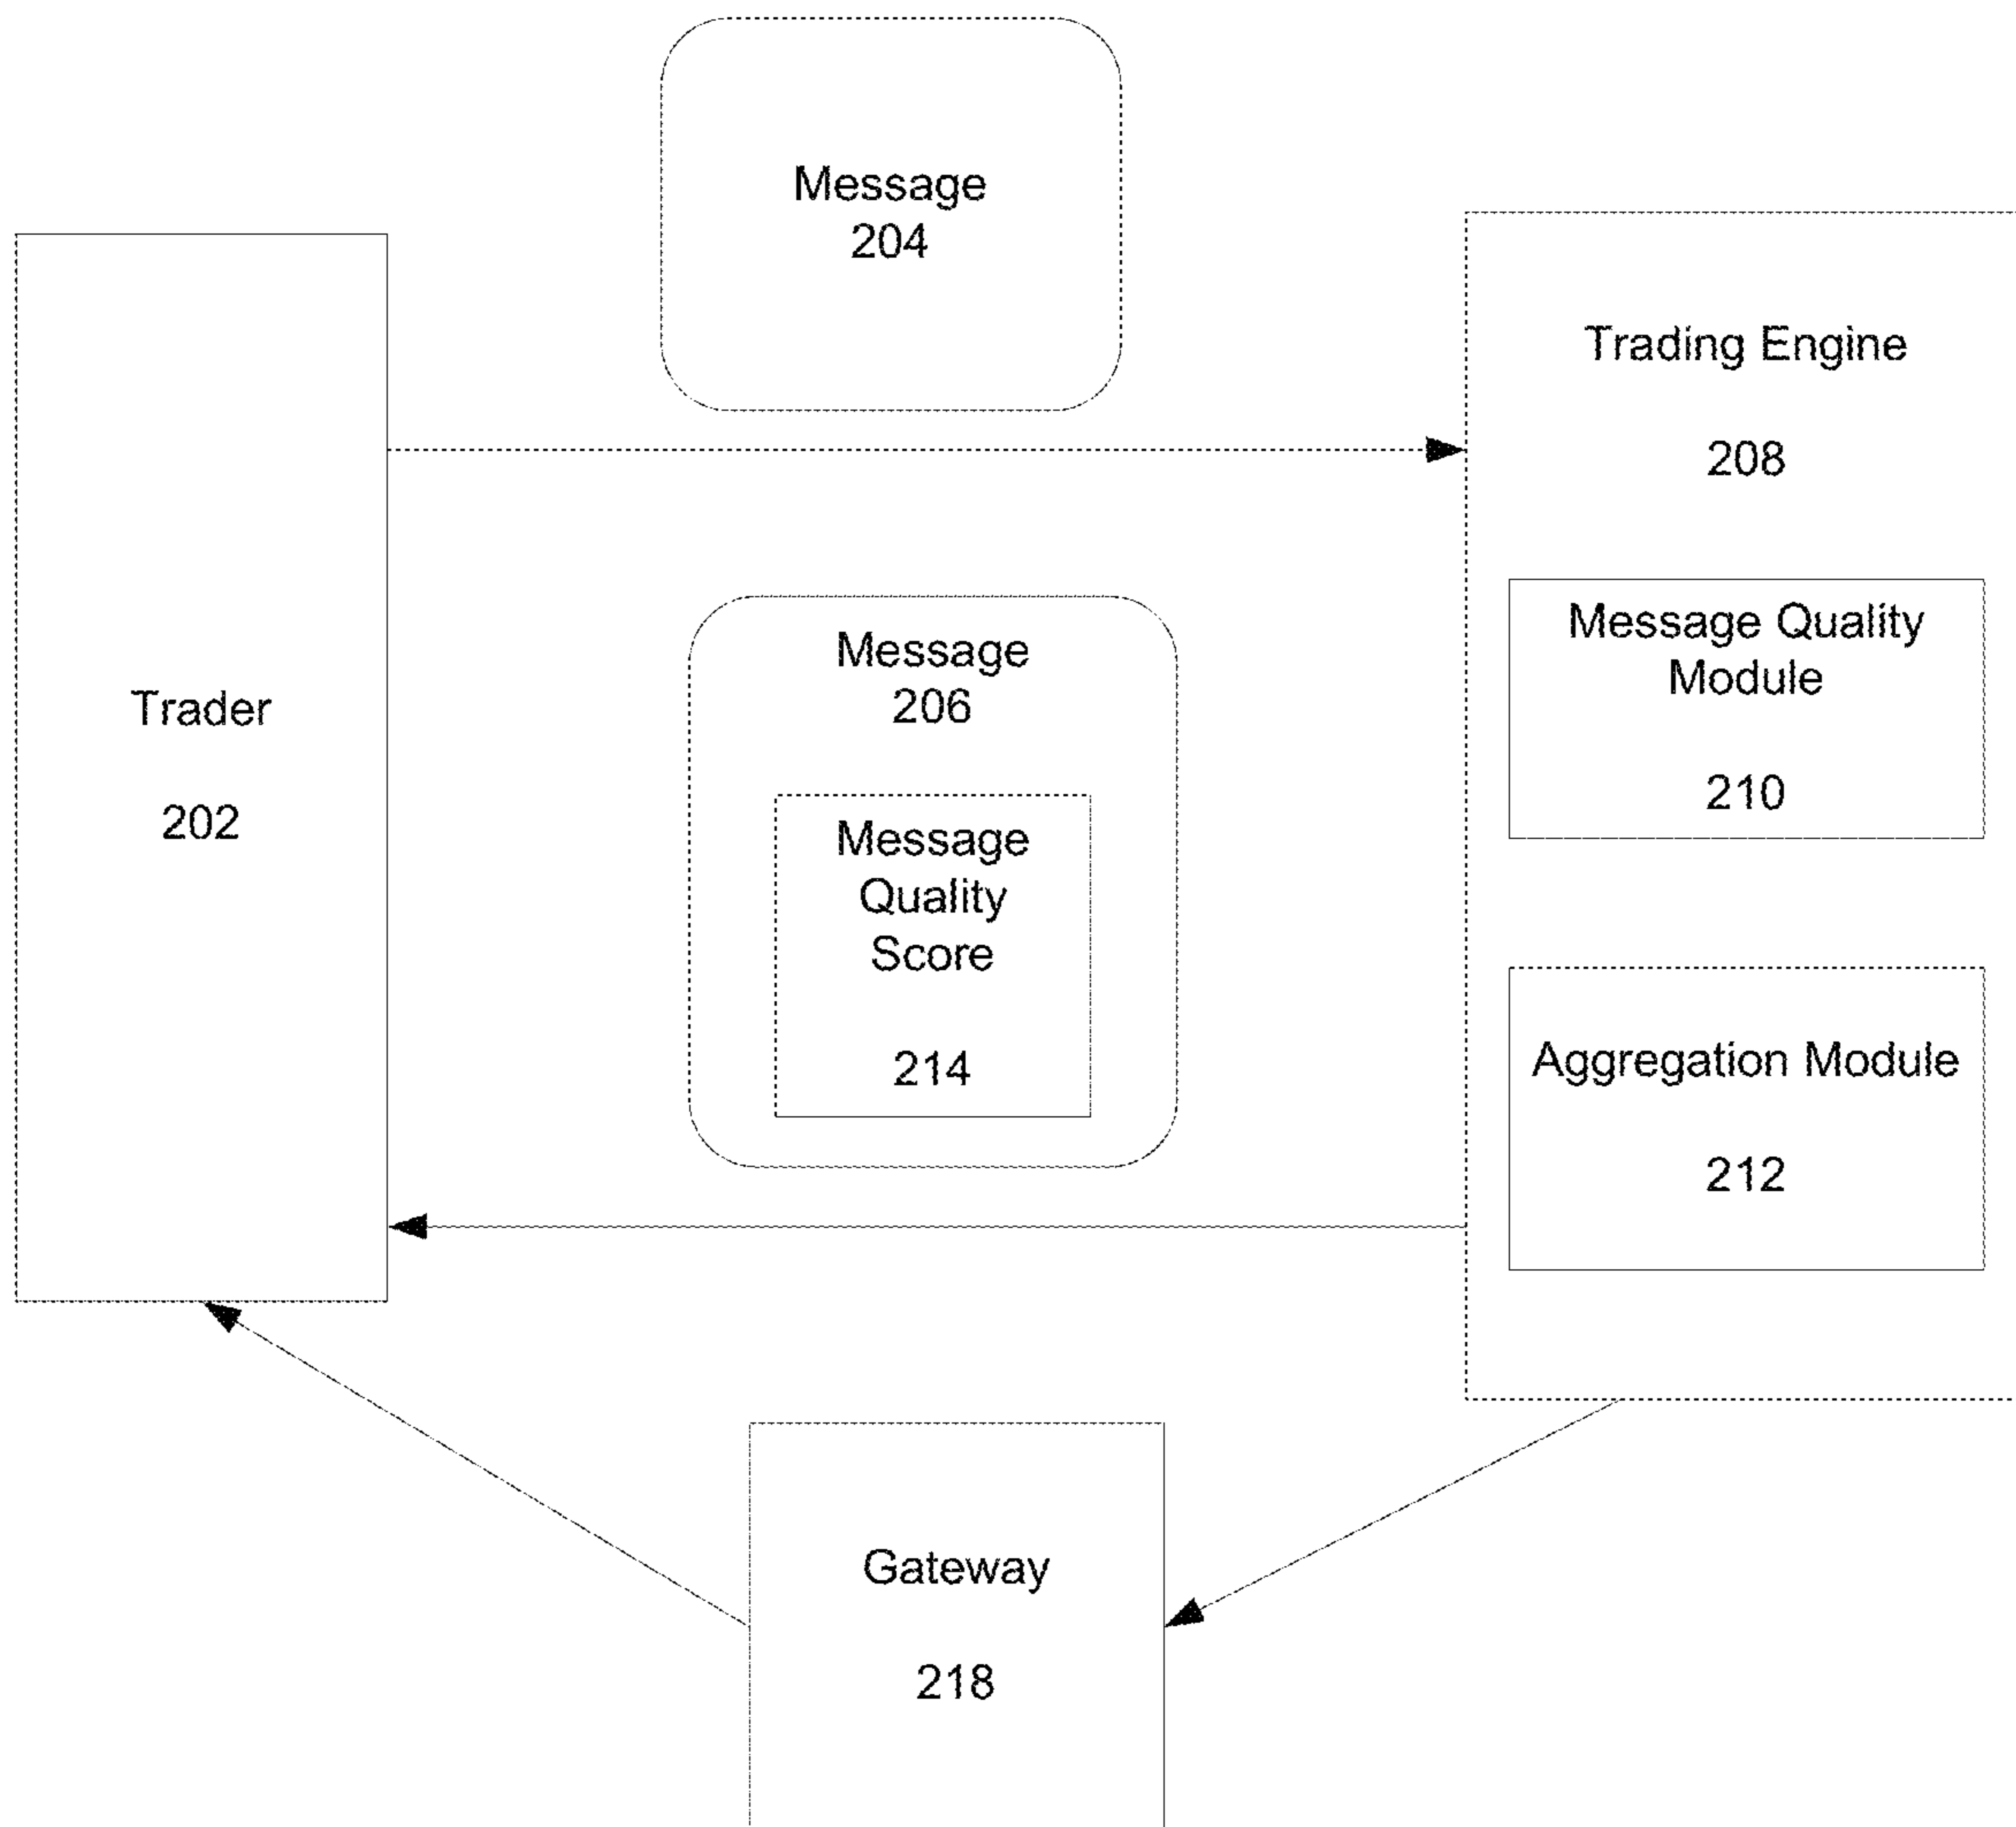 Message
204
Trading Engine
208
Trader
202
Message
206
Message
Quality
Score
214
Message Quality
Module
210
Aggregation Module
212
Gateway
218